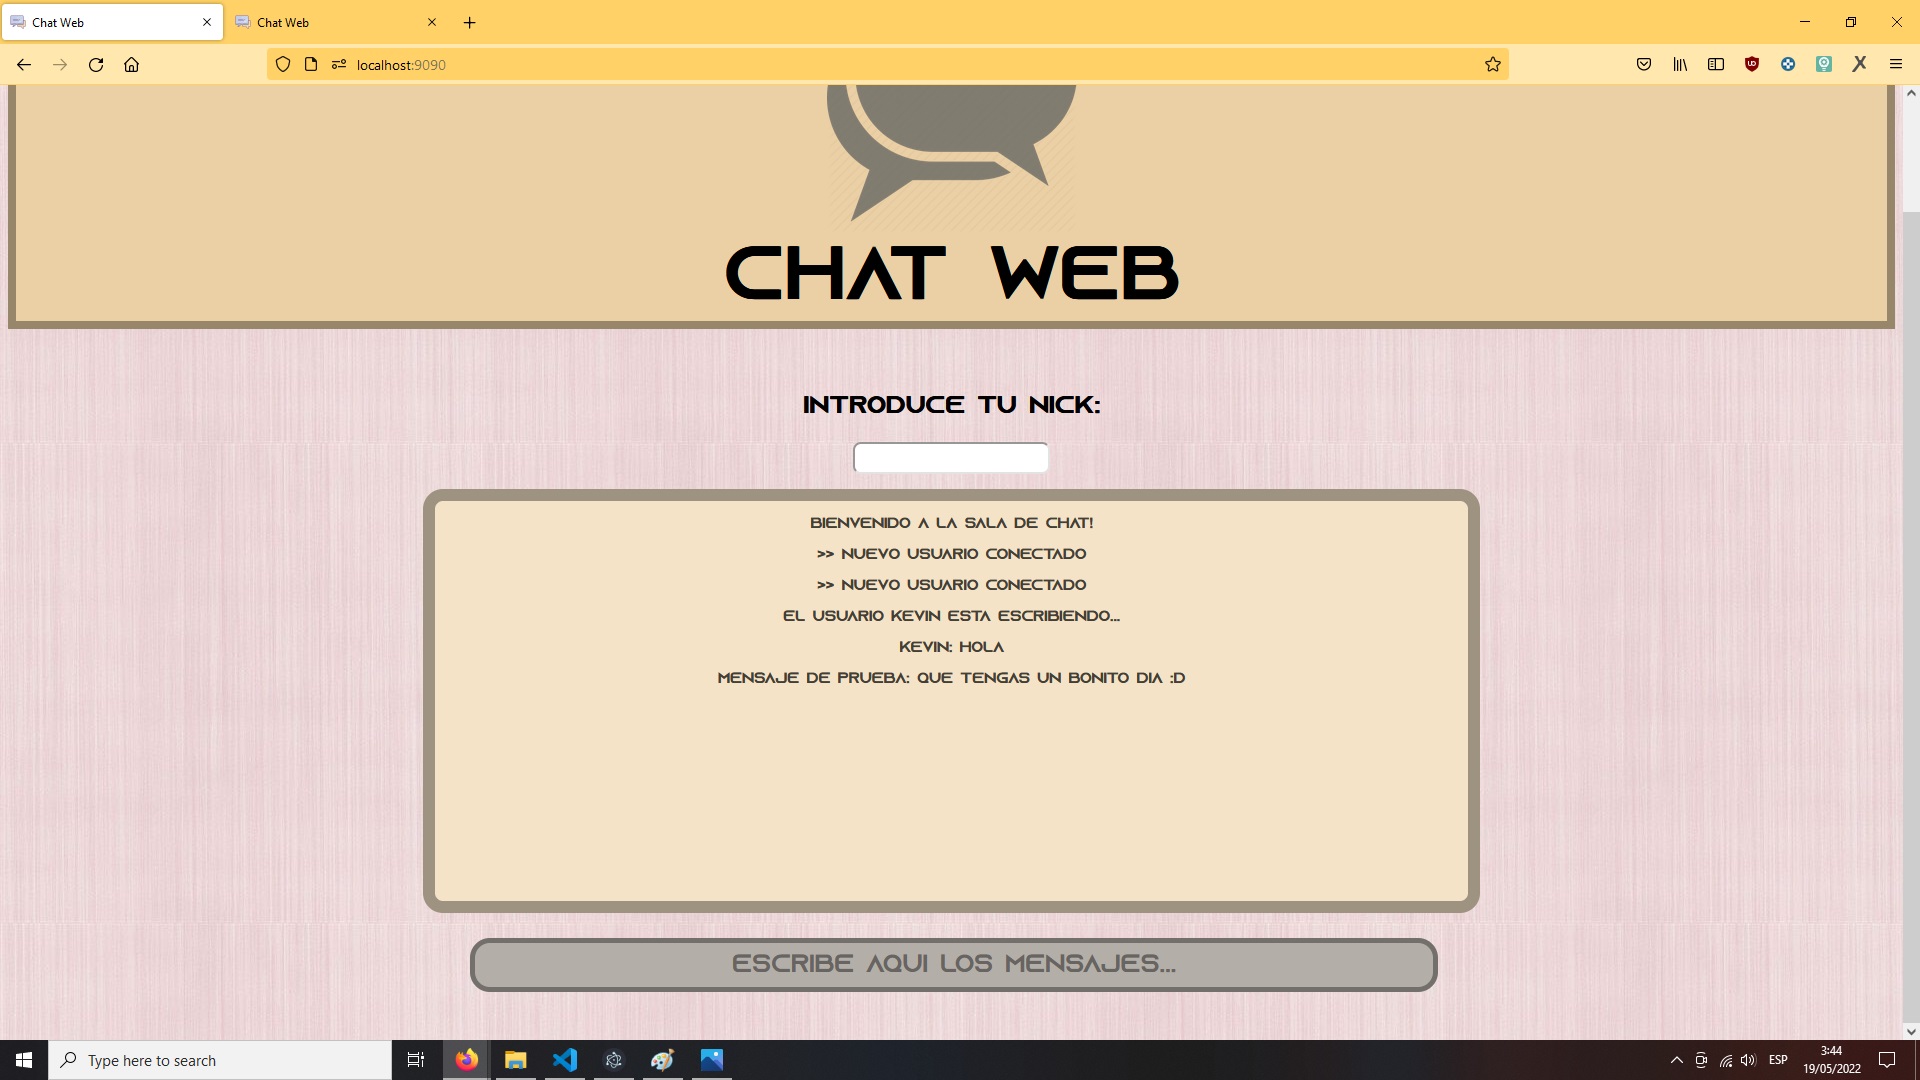 Chat Web
Chat Web
localhost:9090
CHAT WEB
INTRODUCE TU NICK:
BIENVENIDO A LA SALA DE CHAT!
>> NUEVO USUARIO CONECTADO
>> NUEVO USUARIO CONECTADO
EL USUARIO KEVIN ESTA ESCRIBIENDO...
KEVIN: HOLA
MENSAJE DE PRUEBA: QUE TENGAS UN BONITO DIA :D
ESCRIBE AQUI LOS MENSAJES...
Type here to search
ESP
3:44
19/05/2022